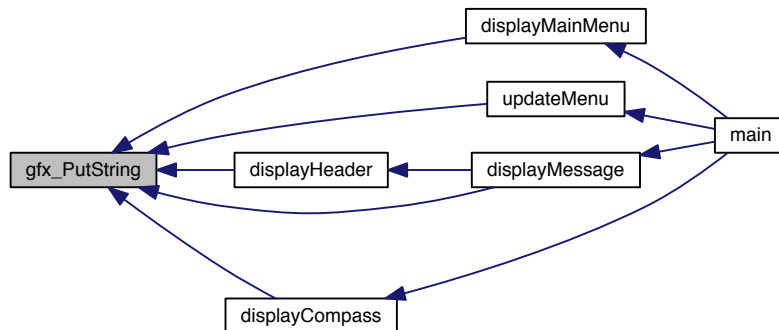 displayMainMenu
updateMenu
main
gfx_PutString
displayHeader
displayMessage
displayCompass